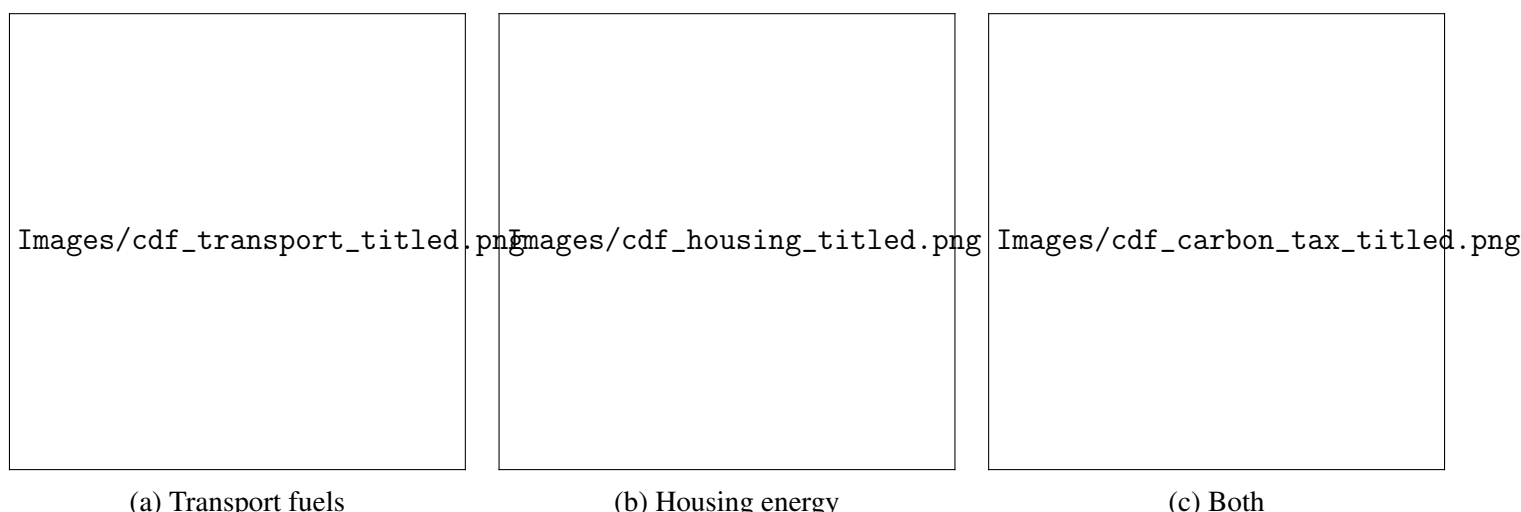 Images/cdf_transport_titled.png Images/cdf_housing_titled.png Images/cdf_carbon_tax_titled.png
(a) Transport fuels (b) Housing energy (c) Both